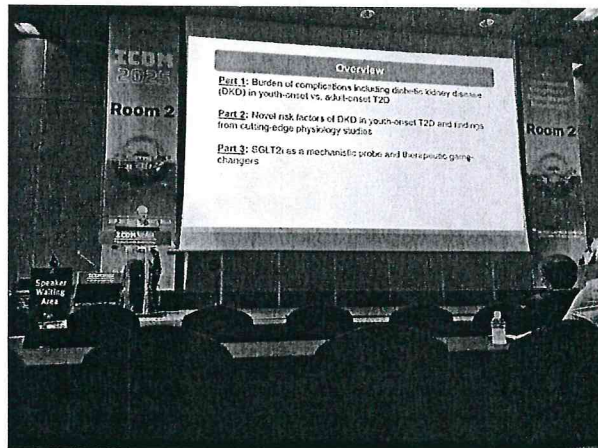 ICDM
Room 2
Overview
Part 1: Burden of complications including diabetic kidney disease
(DKD) in youth-onset vs. adult-onset T2D
Part 2: Novel risk factors of DKD in youth-onset T2D and findings
from cutting-edge physiology studies
Part 3: SGLT2i as a mechanistic probe and therapeutic game-
changers
Room 2
Speaker
Waiting
Area